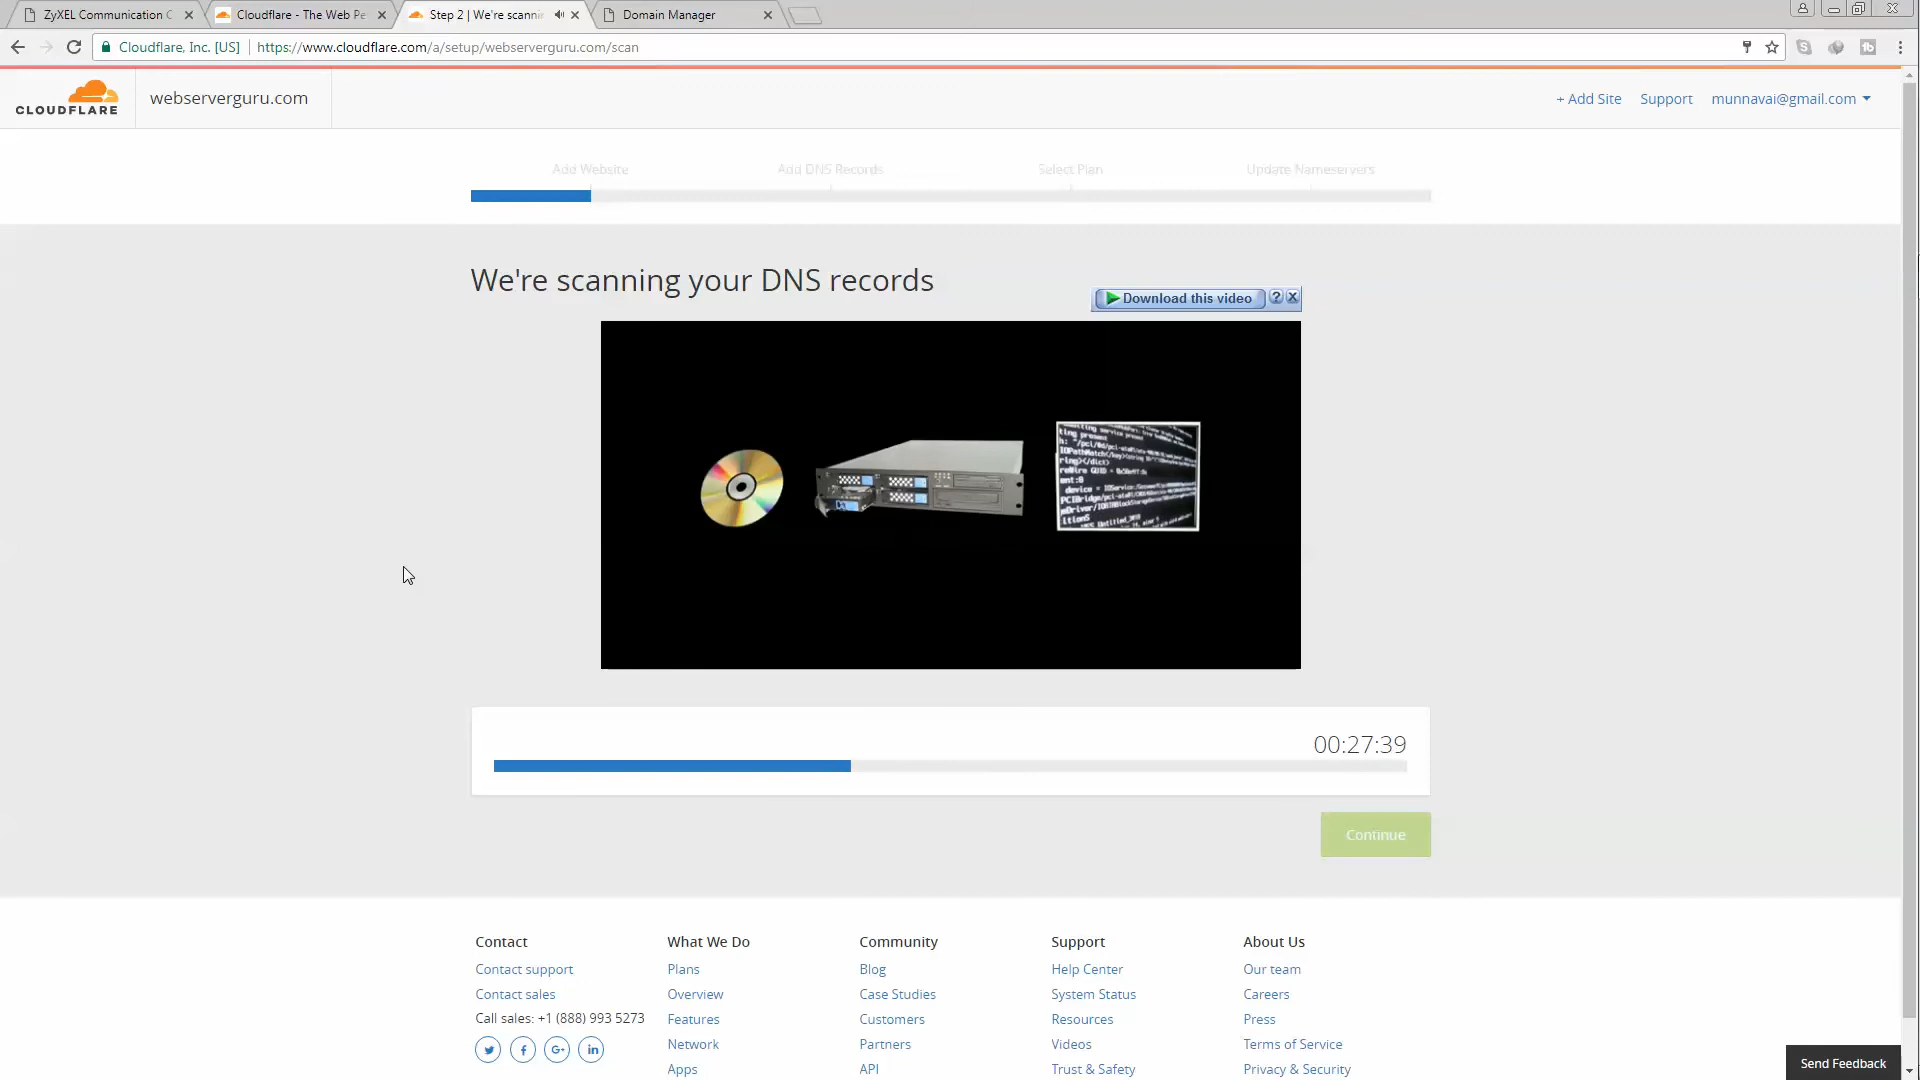 ZyXEL Communication C
Cloudflare - The Web Pe
Step 2 | We're scannin
Domain Manager
Cloudflare, Inc. [US]
https://www.cloudflare.com/a/setup/webserverguru.com/scan
CLOUDFLARE
webserverguru.com
+ Add Site
Support
munnavai@gmail.com
Add Website
Add DNS Records
Select Plan
Update Nameservers
We're scanning your DNS records
Download this video
?
00:27:39
Continue
Contact
Contact support
Contact sales
Call sales: +1 (888) 993 5273
What We Do
Plans
Overview
Features
Network
Apps
Community
Blog
Case Studies
Customers
Partners
API
Support
Help Center
System Status
Resources
Videos
Trust & Safety
About Us
Our team
Careers
Press
Terms of Service
Privacy & Security
Send Feedback